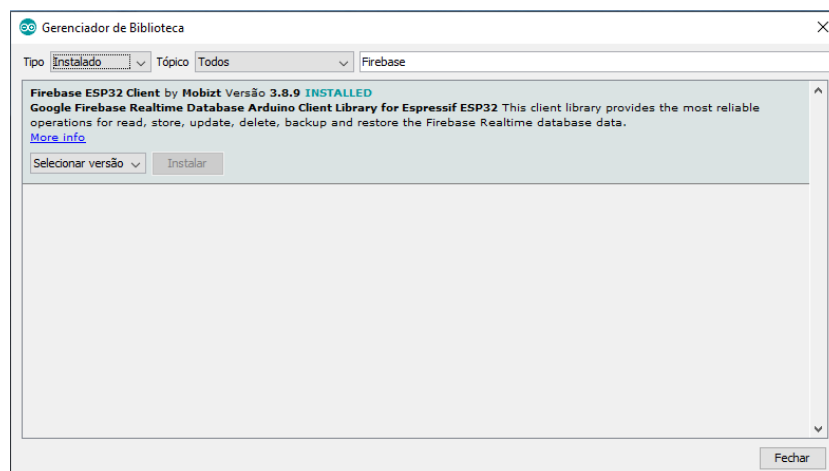 Gerenciador de Biblioteca
Tipo Instalado Tópico Todos Firebase
Firebase ESP32 Client by Mobizt Versão 3.8.9 INSTALLED
Google Firebase Realtime Database Arduino Client Library for Espressif ESP32 This client library provides the most reliable
operations for read, store, update, delete, backup and restore the Firebase Realtime database data.
More info
Selecionar versão Instalar
Fechar